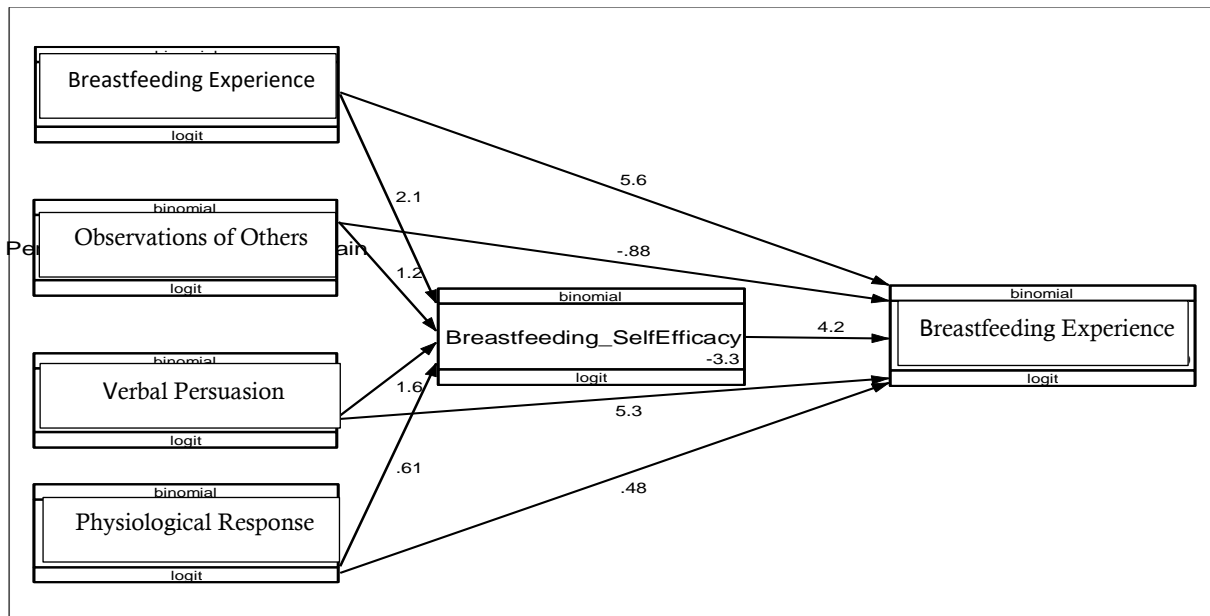 Breastfeeding Experience
logit
5.6
2.1
binomial
Observations of Others
logit
-.88
1.2
binomial
Breastfeeding_SelfEfficacy
-3.3
logit
4.2
binomial
Breastfeeding Experience
logit
binomial
Verbal Persuasion
logit
1.6
5.3
.61
.48
binomial
Physiological Response
logit